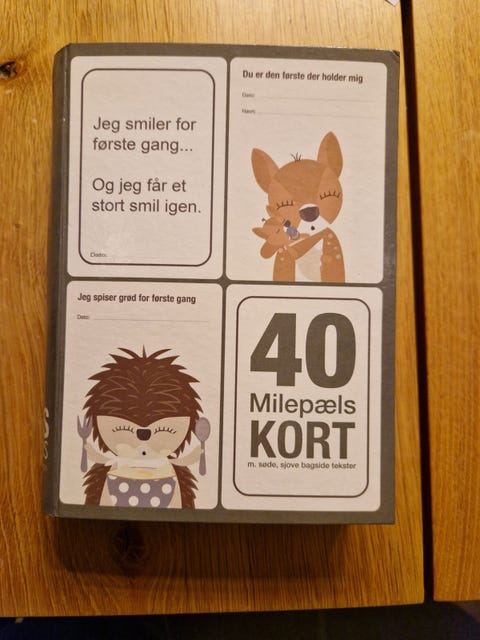 Jeg smiler for
første gang...
Og jeg får et
stort smil igen.
Dato:
Du er den første der holder mig
Dato:
Navn:
Jeg spiser grød for første gang
Dato:
40
Milepæls
KORT
m. søde, sjove bagside tekster